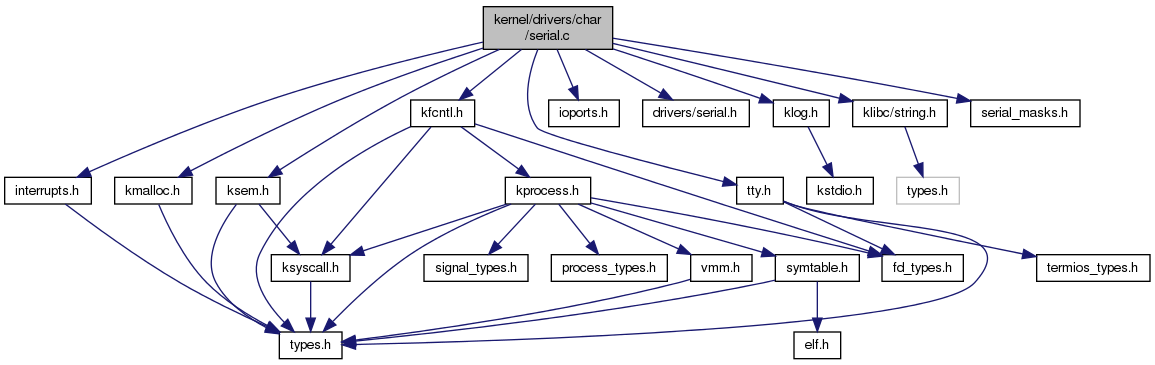 kernel/drivers/char
/serial.c
kfcntl.h
ioports.h
drivers/serial.h
klog.h
klibc/string.h
serial_masks.h
interrupts.h
kmalloc.h
ksem.h
kprocess.h
tty.h
kstdio.h
types.h
ksyscall.h
signal_types.h
process_types.h
vmm.h
symtable.h
fd_types.h
termios_types.h
types.h
elf.h